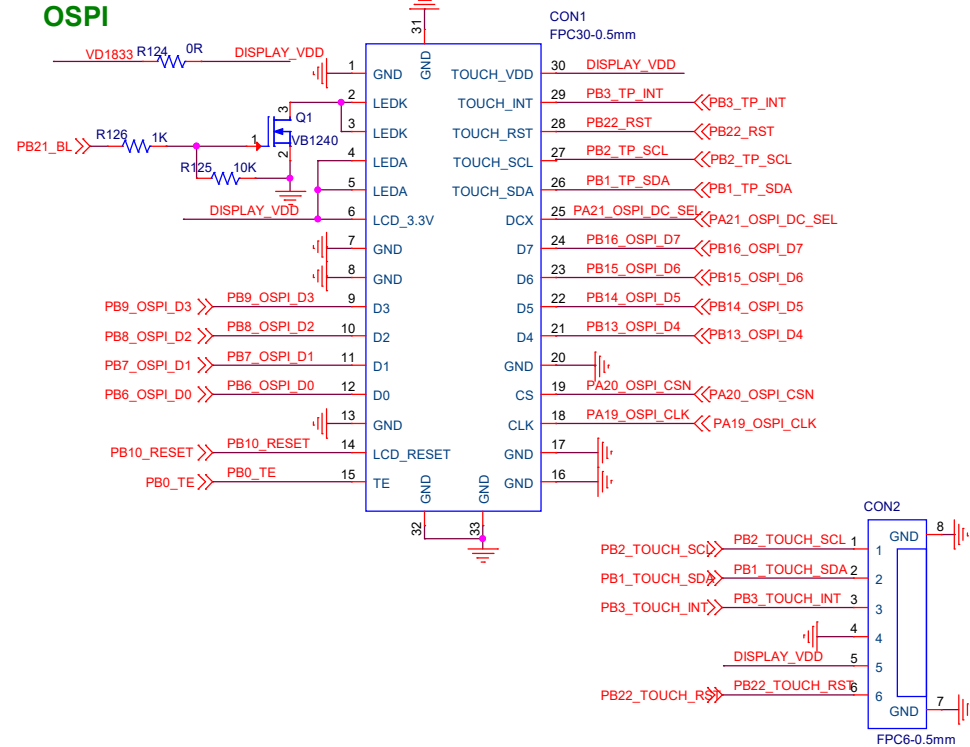 OSPI
CON1
FPC30-0.5mm
VD1833 R124 0R DISPLAY_VDD
31
GND
1 GND
TOUCH_VDD 30 DISPLAY_VDD
2 LEDK
TOUCH_INT 29 PB3_TP_INT PB3_TP_INT
3 LEDK
TOUCH_RST 28 PB22_RST PB22_RST
PB21_BL R126 1K 1 3 Q1 VB1240 2
R125 10K
4 LEDA
TOUCH_SCL 27 PB2_TP_SCL PB2_TP_SCL
5 LEDA
TOUCH_SDA 26 PB1_TP_SDA PB1_TP_SDA
DISPLAY_VDD 6 LCD_3.3V
DCX 25 PA21_OSPI_DC_SEL PA21_OSPI_DC_SEL
7 GND
D7 24 PB16_OSPI_D7 PB16_OSPI_D7
8 GND
D6 23 PB15_OSPI_D6 PB15_OSPI_D6
PB9_OSPI_D3 PB9_OSPI_D3 9 D3
D5 22 PB14_OSPI_D5 PB14_OSPI_D5
PB8_OSPI_D2 PB8_OSPI_D2 10 D2
D4 21 PB13_OSPI_D4 PB13_OSPI_D4
PB7_OSPI_D1 PB7_OSPI_D1 11 D1
GND 20
PB6_OSPI_D0 PB6_OSPI_D0 12 D0
CS 19 PA20_OSPI_CSN PA20_OSPI_CSN
13 GND
CLK 18 PA19_OSPI_CLK PA19_OSPI_CLK
PB10_RESET PB10_RESET 14 LCD_RESET
GND 17
PB0_TE PB0_TE 15 TE
GND 16
GND GND
32 33
CON2
GND 8
PB2_TOUCH_SCL PB2_TOUCH_SCL 1 1
PB1_TOUCH_SDA PB1_TOUCH_SDA 2 2
PB3_TOUCH_INT PB3_TOUCH_INT 3 3
4 4
DISPLAY_VDD 5 5
PB22_TOUCH_RST PB22_TOUCH_RST 6 6
GND 7
FPC6-0.5mm